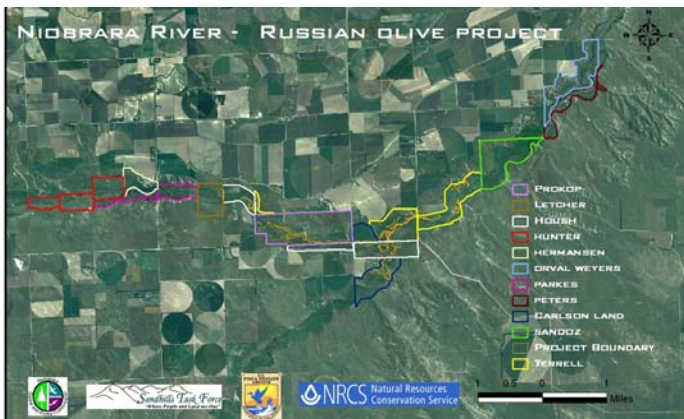 NIOBRARA RIVER - RUSSIAN OLIVE PROJECT
N
W E
S
PROKOP
LETCHER
HOUSH
HUNTER
HERMANSEN
ORVAL WEYERS
PARKES
PETERS
CARLSON LAND
SANDOZ
PROJECT BOUNDARY
TERRELL
Sandhills Task Force
"Where People and Land are One"
NRCS Natural Resources
Conservation Service
1 0.5 0 1
Miles